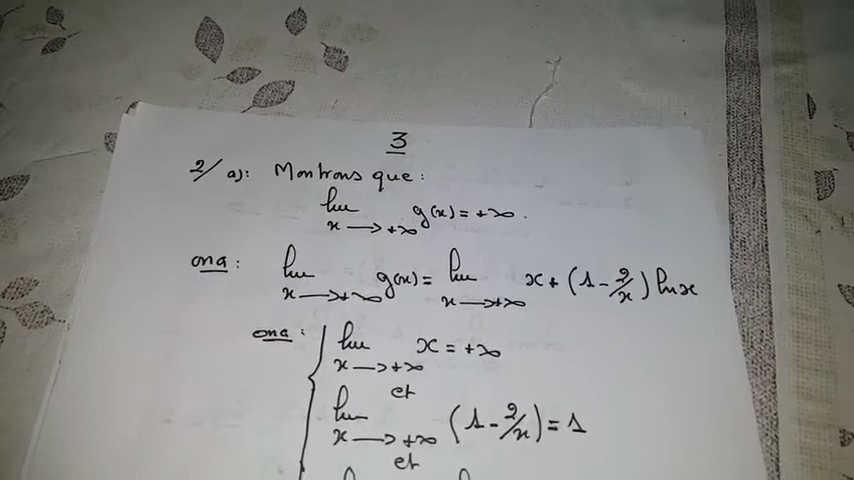 3
2/ a): Montrons que:
lim g(x) = +∞.
x → +∞
on a: lim g(x) = lim x + (1 - 2/x) ln x
x → +∞ x → +∞
on a: lim x = +∞
x → +∞
et
lim (1 - 2/x) = 1
x → +∞
et